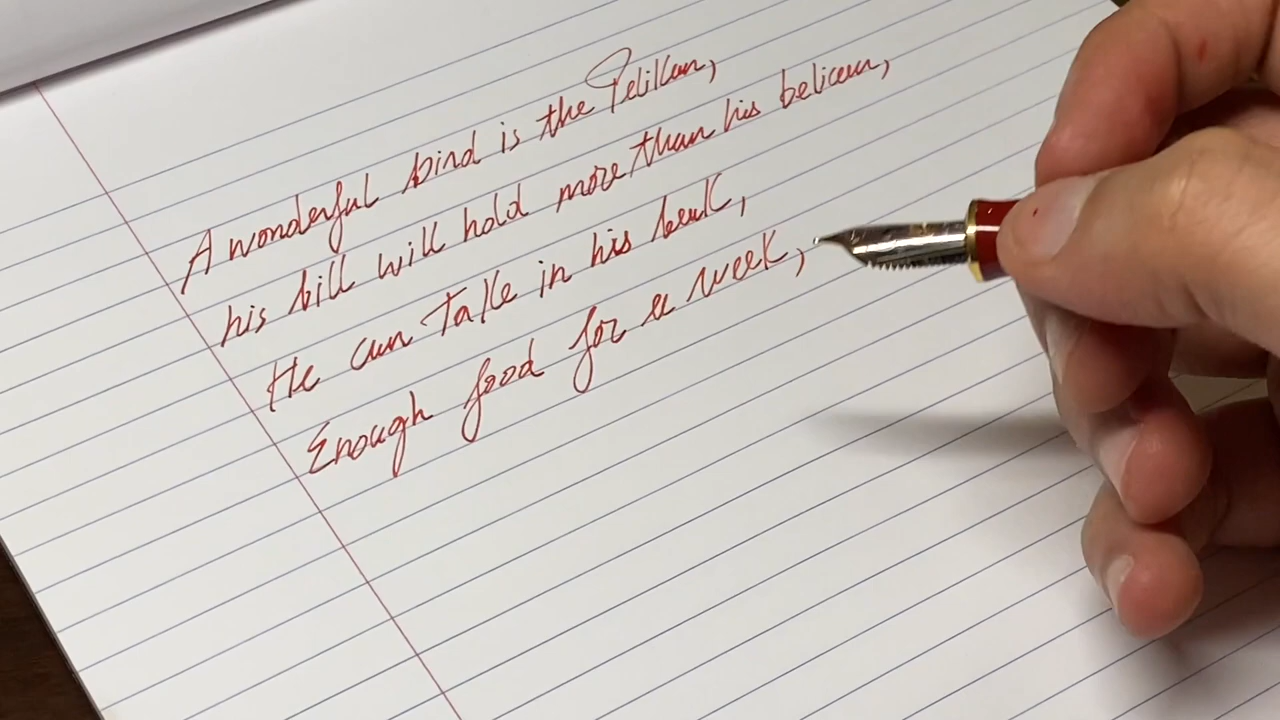 A wonderful bird is the Pelikan,
his bill will hold more than his belican,
He can take in his beak,
Enough food for a week,